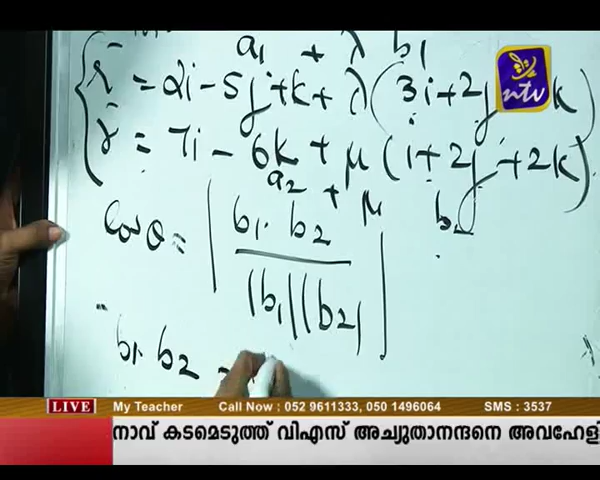 a₁ + λ b₁
r̄ = 2i - 5j + k + λ(3i + 2j k)
r̄ = 7i - 6k + μ(i + 2j + 2k)
a₂ + μ b₂
cos θ = | b₁. b₂ / |b₁| |b₂| |
b₁. b₂ =
ntv
LIVE My Teacher Call Now : 052 9611333, 050 1496064 SMS : 3537
നാവ് കടമെടുത്ത് വിഎസ് അച്യുതാനന്ദനെ അവഹേളി